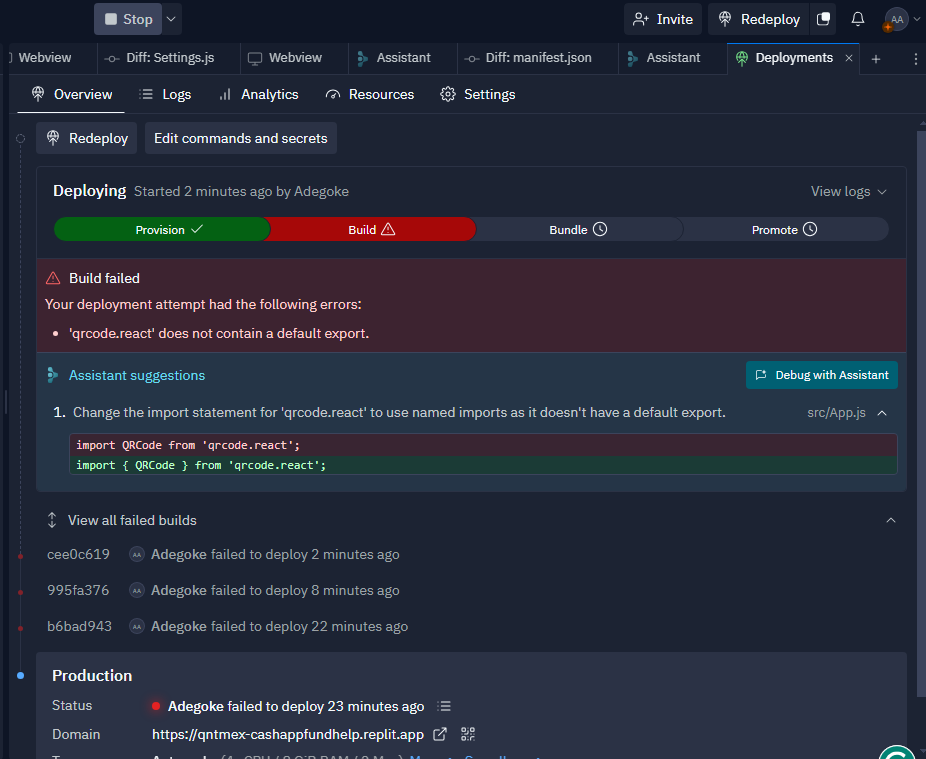 Stop
Invite
Redeploy
AA
Webview
Diff: Settings.js
Webview
Assistant
Diff: manifest.json
Assistant
Deployments
Overview
Logs
Analytics
Resources
Settings
Redeploy
Edit commands and secrets
Deploying Started 2 minutes ago by Adegoke
View logs
Provision
Build
Bundle
Promote
Build failed
Your deployment attempt had the following errors:
• 'qrcode.react' does not contain a default export.
Assistant suggestions
Debug with Assistant
1. Change the import statement for 'qrcode.react' to use named imports as it doesn't have a default export.
src/App.js
import QRCode from 'qrcode.react';
import { QRCode } from 'qrcode.react';
View all failed builds
cee0c619 AA Adegoke failed to deploy 2 minutes ago
995fa376 AA Adegoke failed to deploy 8 minutes ago
b6bad943 AA Adegoke failed to deploy 22 minutes ago
Production
Status Adegoke failed to deploy 23 minutes ago
Domain https://qntmex-cashappfundhelp.replit.app